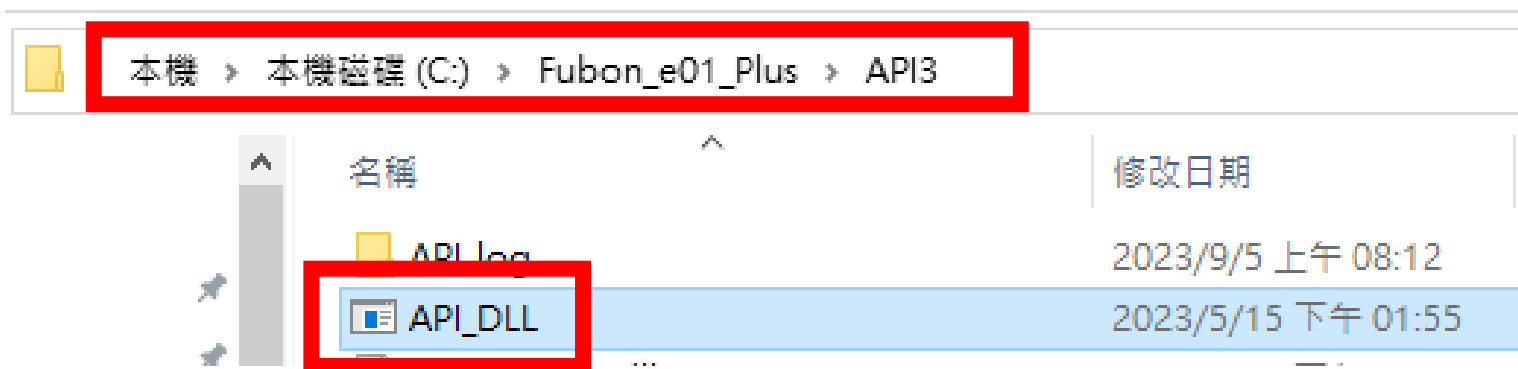 本機 > 本機磁碟 (C:) > Fubon_e01_Plus > API3
名稱 修改日期
API_log 2023/9/5 上午 08:12
API_DLL 2023/5/15 下午 01:55